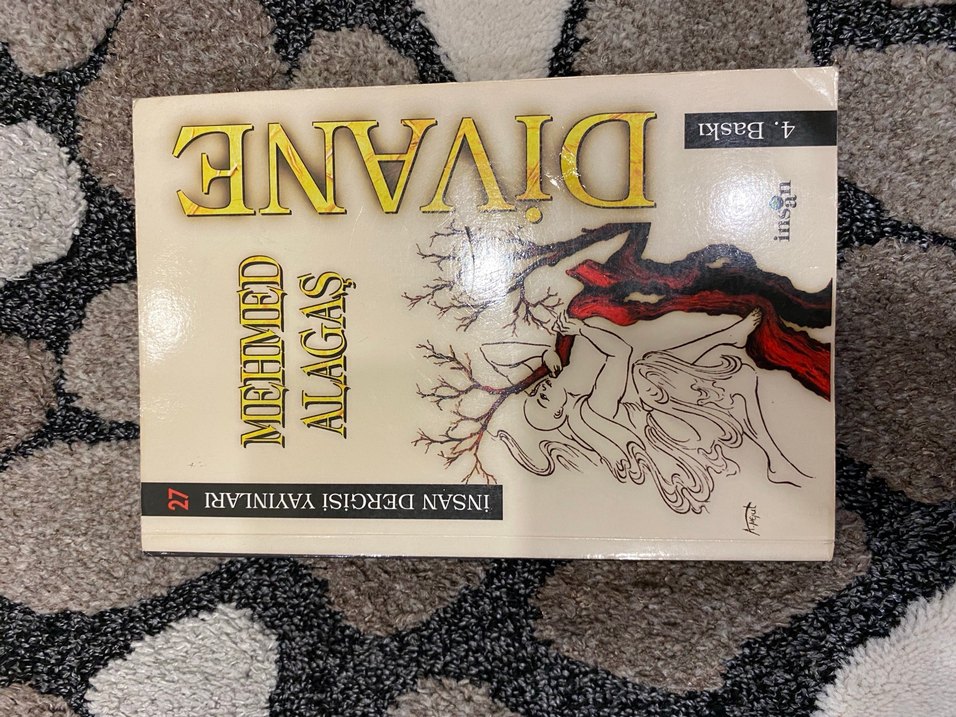 İNSAN DERGİSİ YAYINLARI 27
MEHMED
ALAGAŞ
DİVANE
4. Baskı
insan